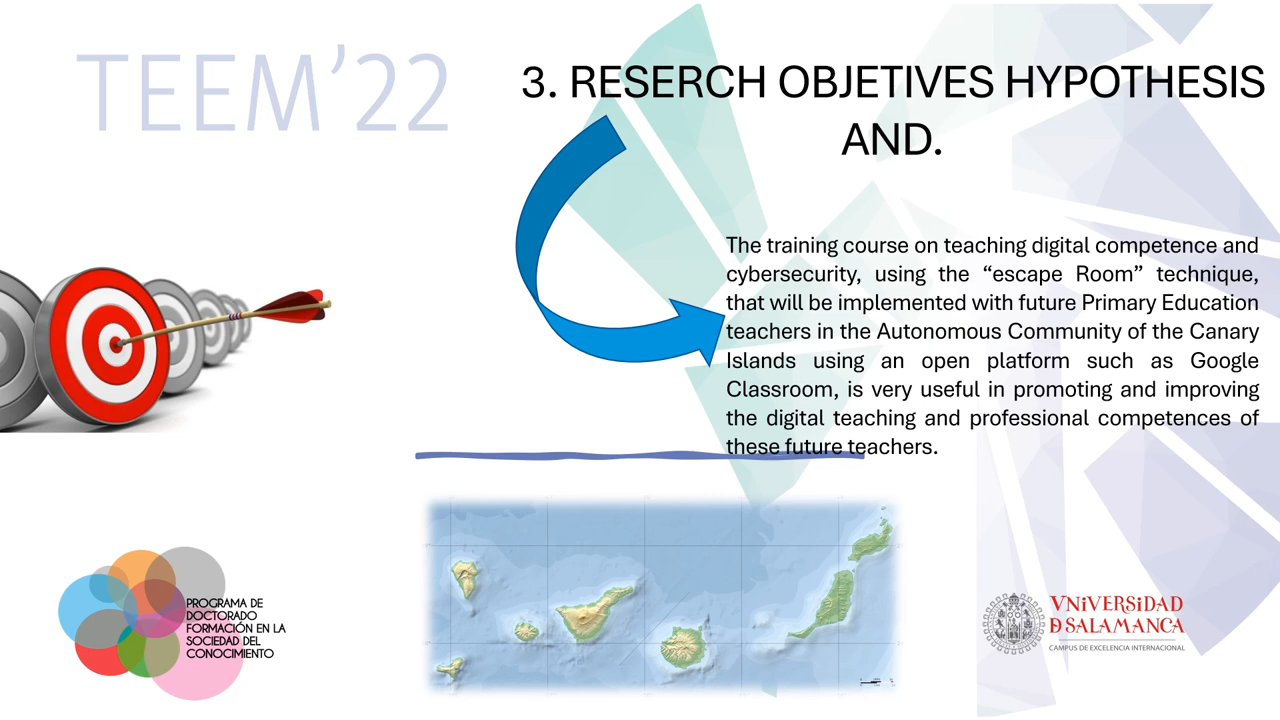 TEEM’22
3. RESERCH OBJETIVES HYPOTHESIS
AND.
The training course on teaching digital competence and
cybersecurity, using the “escape Room” technique,
that will be implemented with future Primary Education
teachers in the Autonomous Community of the Canary
Islands using an open platform such as Google
Classroom, is very useful in promoting and improving
the digital teaching and professional competences of
these future teachers.
PROGRAMA DE
DOCTORADO
FORMACIÓN EN LA
SOCIEDAD DEL
CONOCIMIENTO
VNiVERSiDAD
D SALAMANCA
CAMPUS DE EXCELENCIA INTERNACIONAL